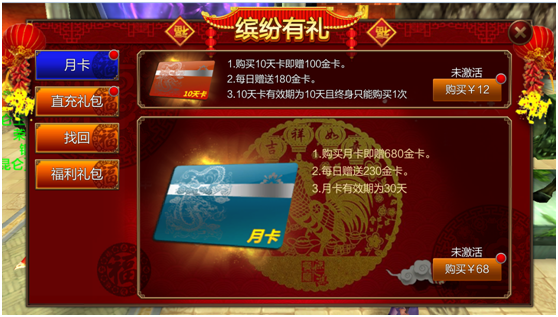 缤纷有礼
月卡
直充礼包
找回
福利礼包
1.购买10天卡即赠100金卡。
2.每日赠送180金卡。
3.10天卡有效期为10天且终身只能购买1次
10天卡
未激活
购买￥12
吉祥如
1.购买月卡即赠680金卡。
2.每日赠送230金卡。
3.月卡有效期为30天
月卡
未激活
购买￥68